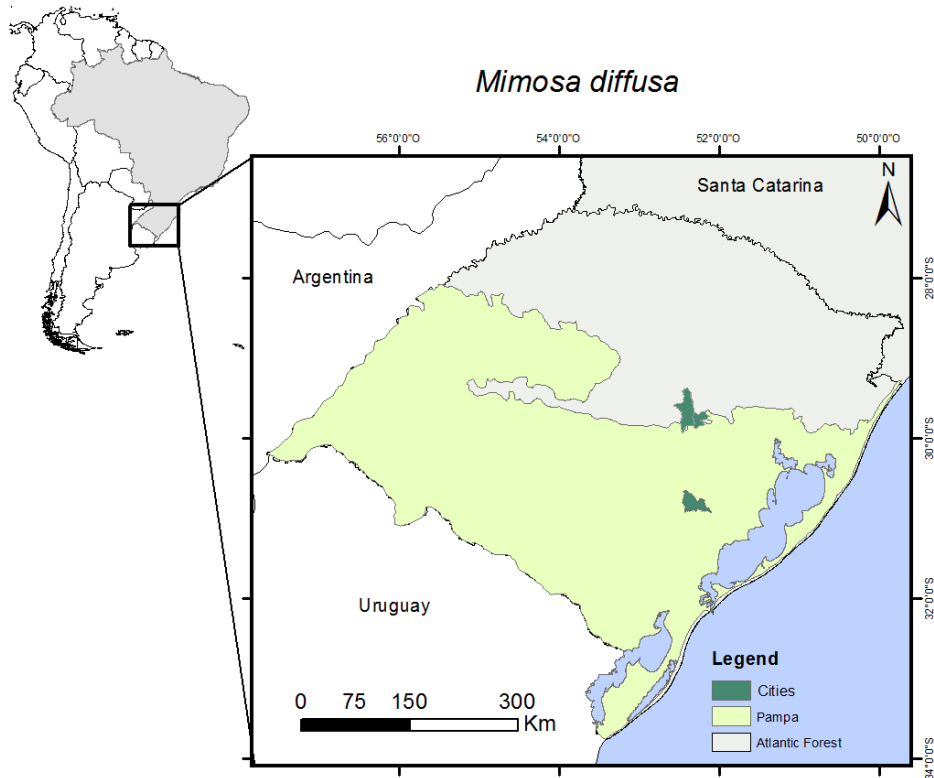 Mimosa diffusa
56°0'0"O
54°0'0"O
52°0'0"O
50°0'0"O
Santa Catarina
N
Argentina
28°0'0"S
30°0'0"S
Uruguay
32°0'0"S
Legend
Cities
0 75 150 300
Pampa
Km
Atlantic Forest
34°0'0"S